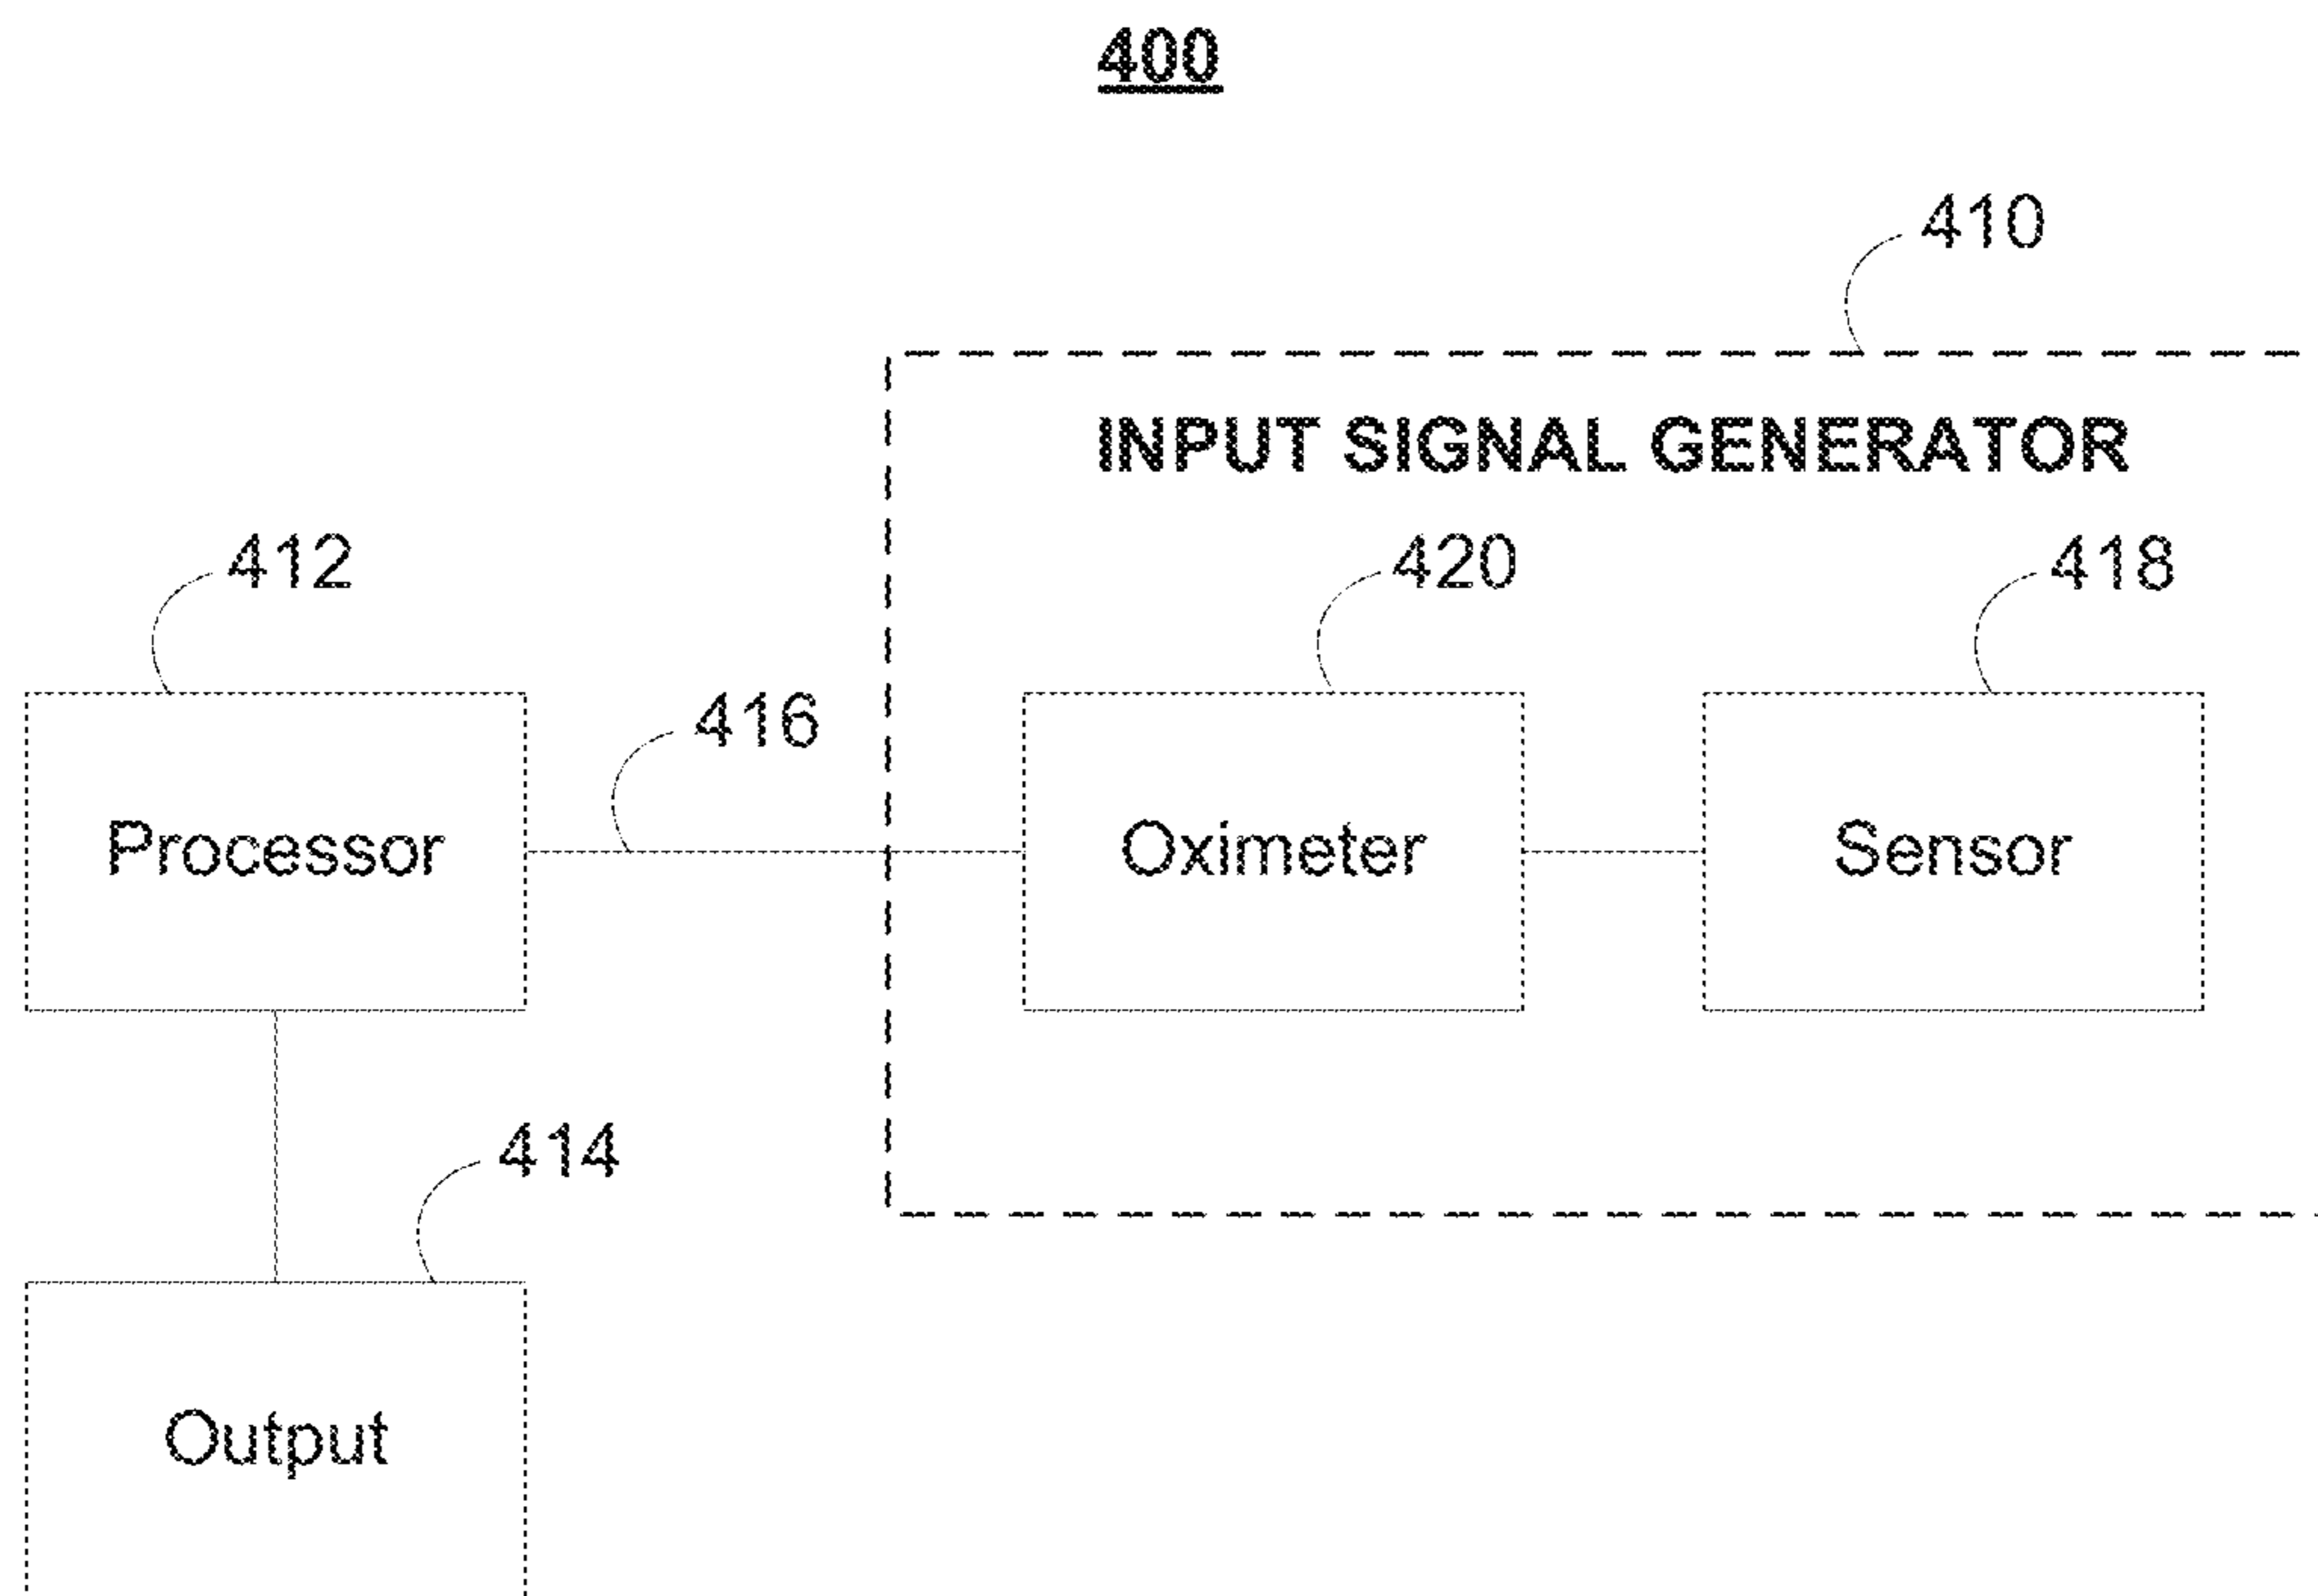 400
410
INPUT SIGNAL GENERATOR
412
420
418
416
Processor
Oximeter
Sensor
414
Output